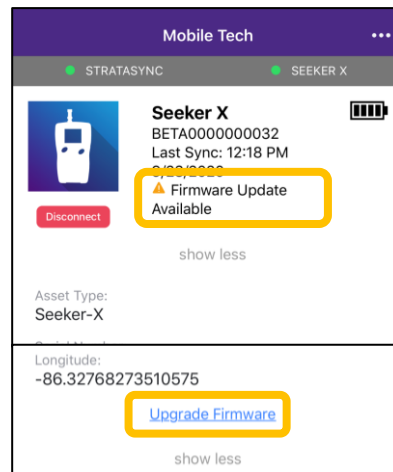 Mobile Tech
STRATASYNC
SEEKER X
Seeker X
BETA0000000032
Last Sync: 12:18 PM
Firmware Update
Available
Disconnect
show less
Asset Type:
Seeker-X
Longitude:
-86.32768273510575
Upgrade Firmware
show less